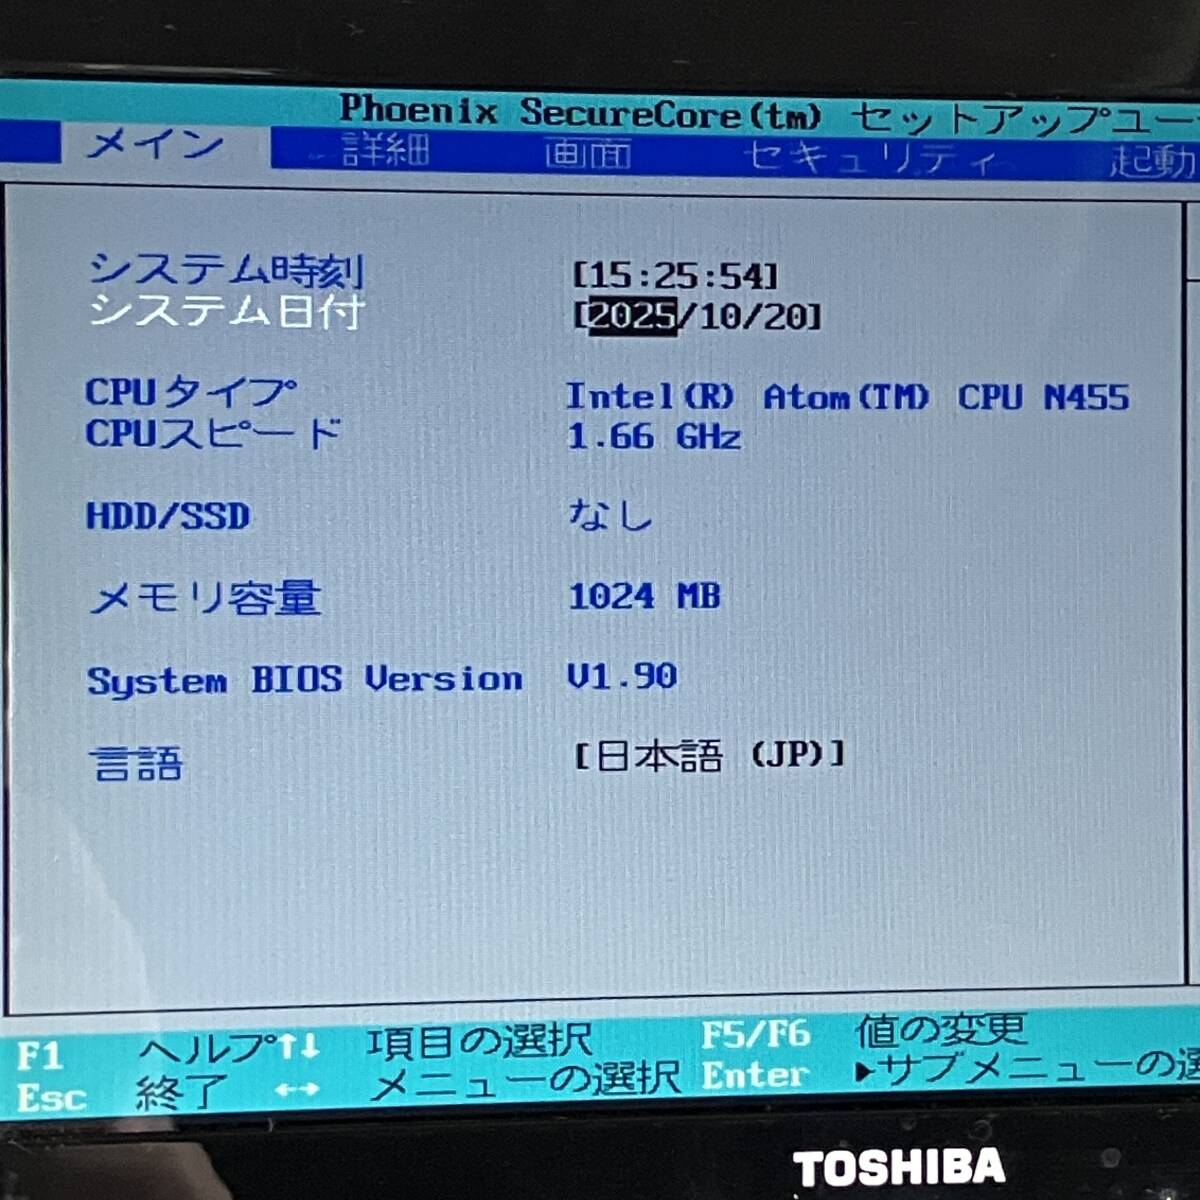 Phoenix SecureCore(tm) セットアップユー
メイン 詳細 画面 セキュリティ 起動
システム時刻 [15:25:54]
システム日付 [2025/10/20]
CPUタイプ Intel(R) Atom(TM) CPU N455
CPUスピード 1.66 GHz
HDD/SSD なし
メモリ容量 1024 MB
System BIOS Version V1.90
言語 [日本語 (JP)]
F1 ヘルプ ↑↓ 項目の選択 F5/F6 値の変更
Esc 終了 ↔ メニューの選択 Enter ▶サブメニューの選
TOSHIBA